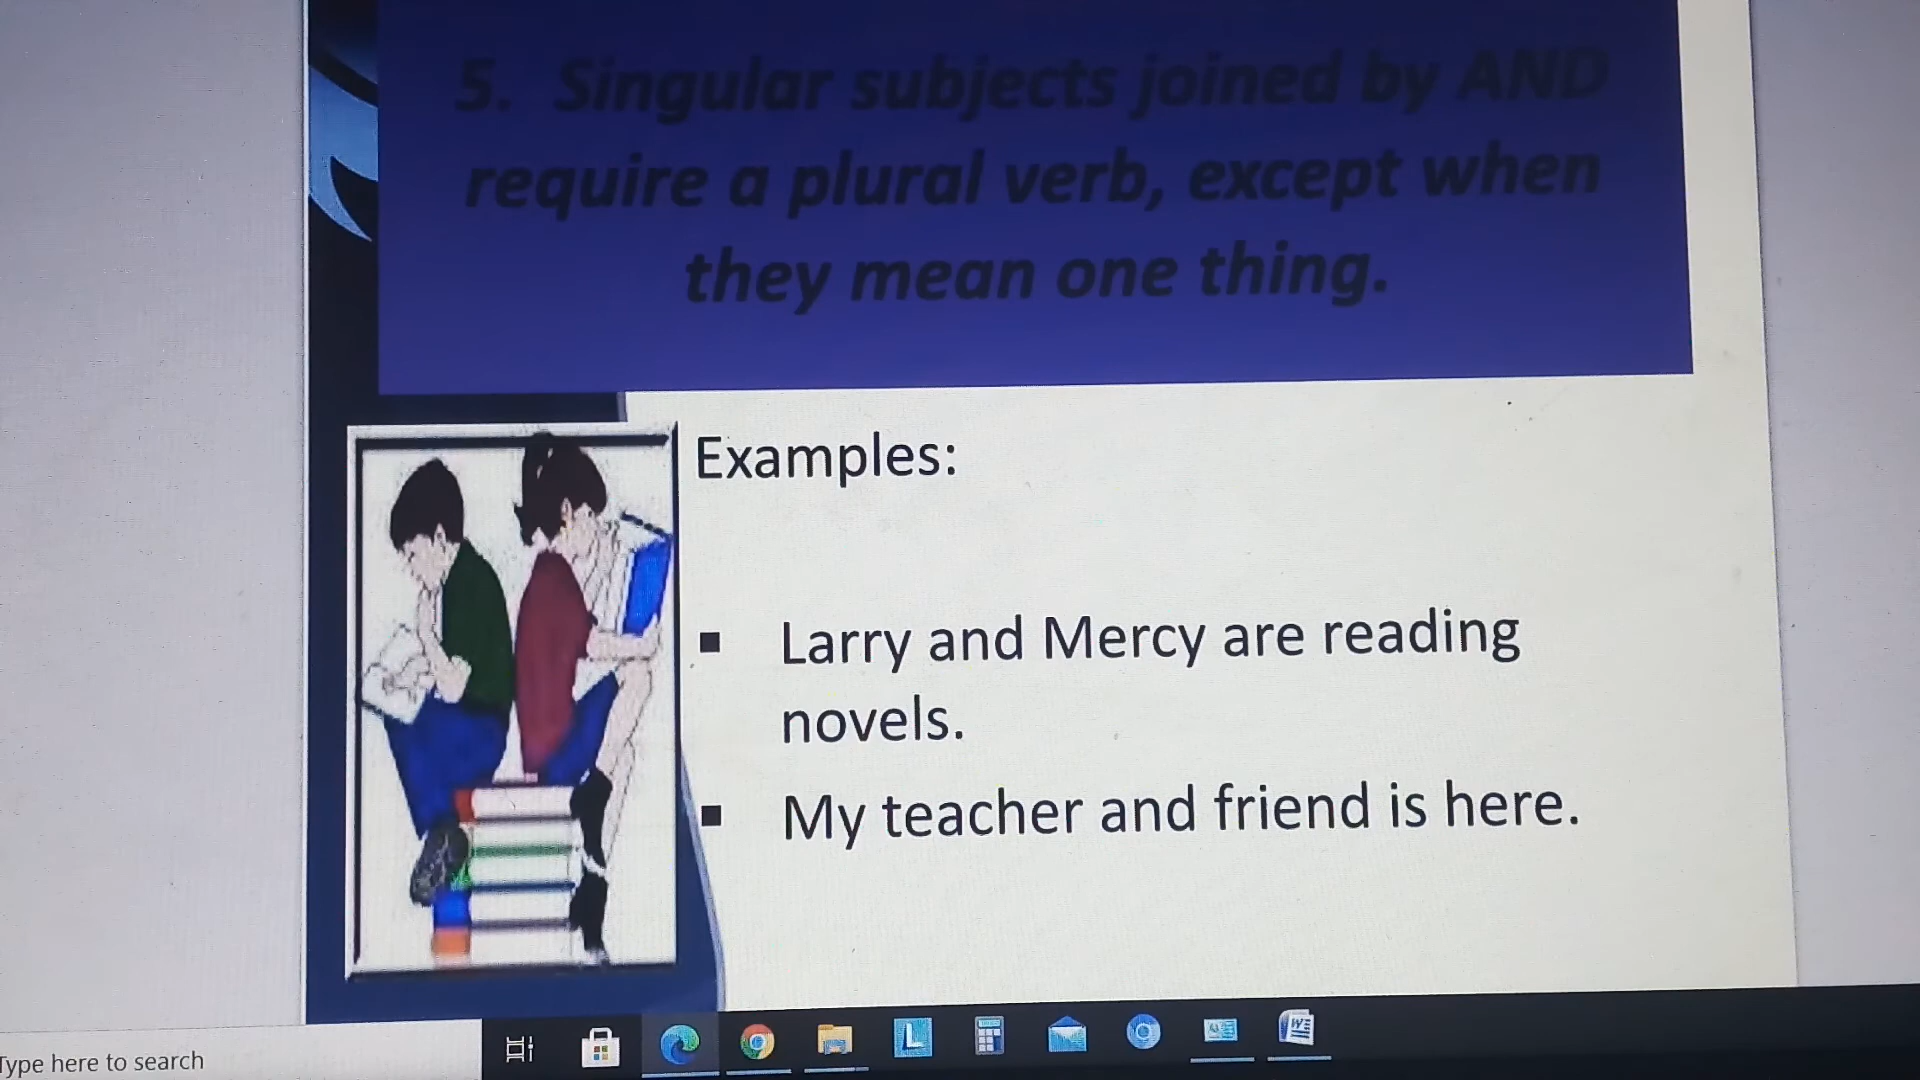 5. Singular subjects joined by AND
require a plural verb, except when
they mean one thing.
Examples:
▪ Larry and Mercy are reading
novels.
▪ My teacher and friend is here.
Type here to search